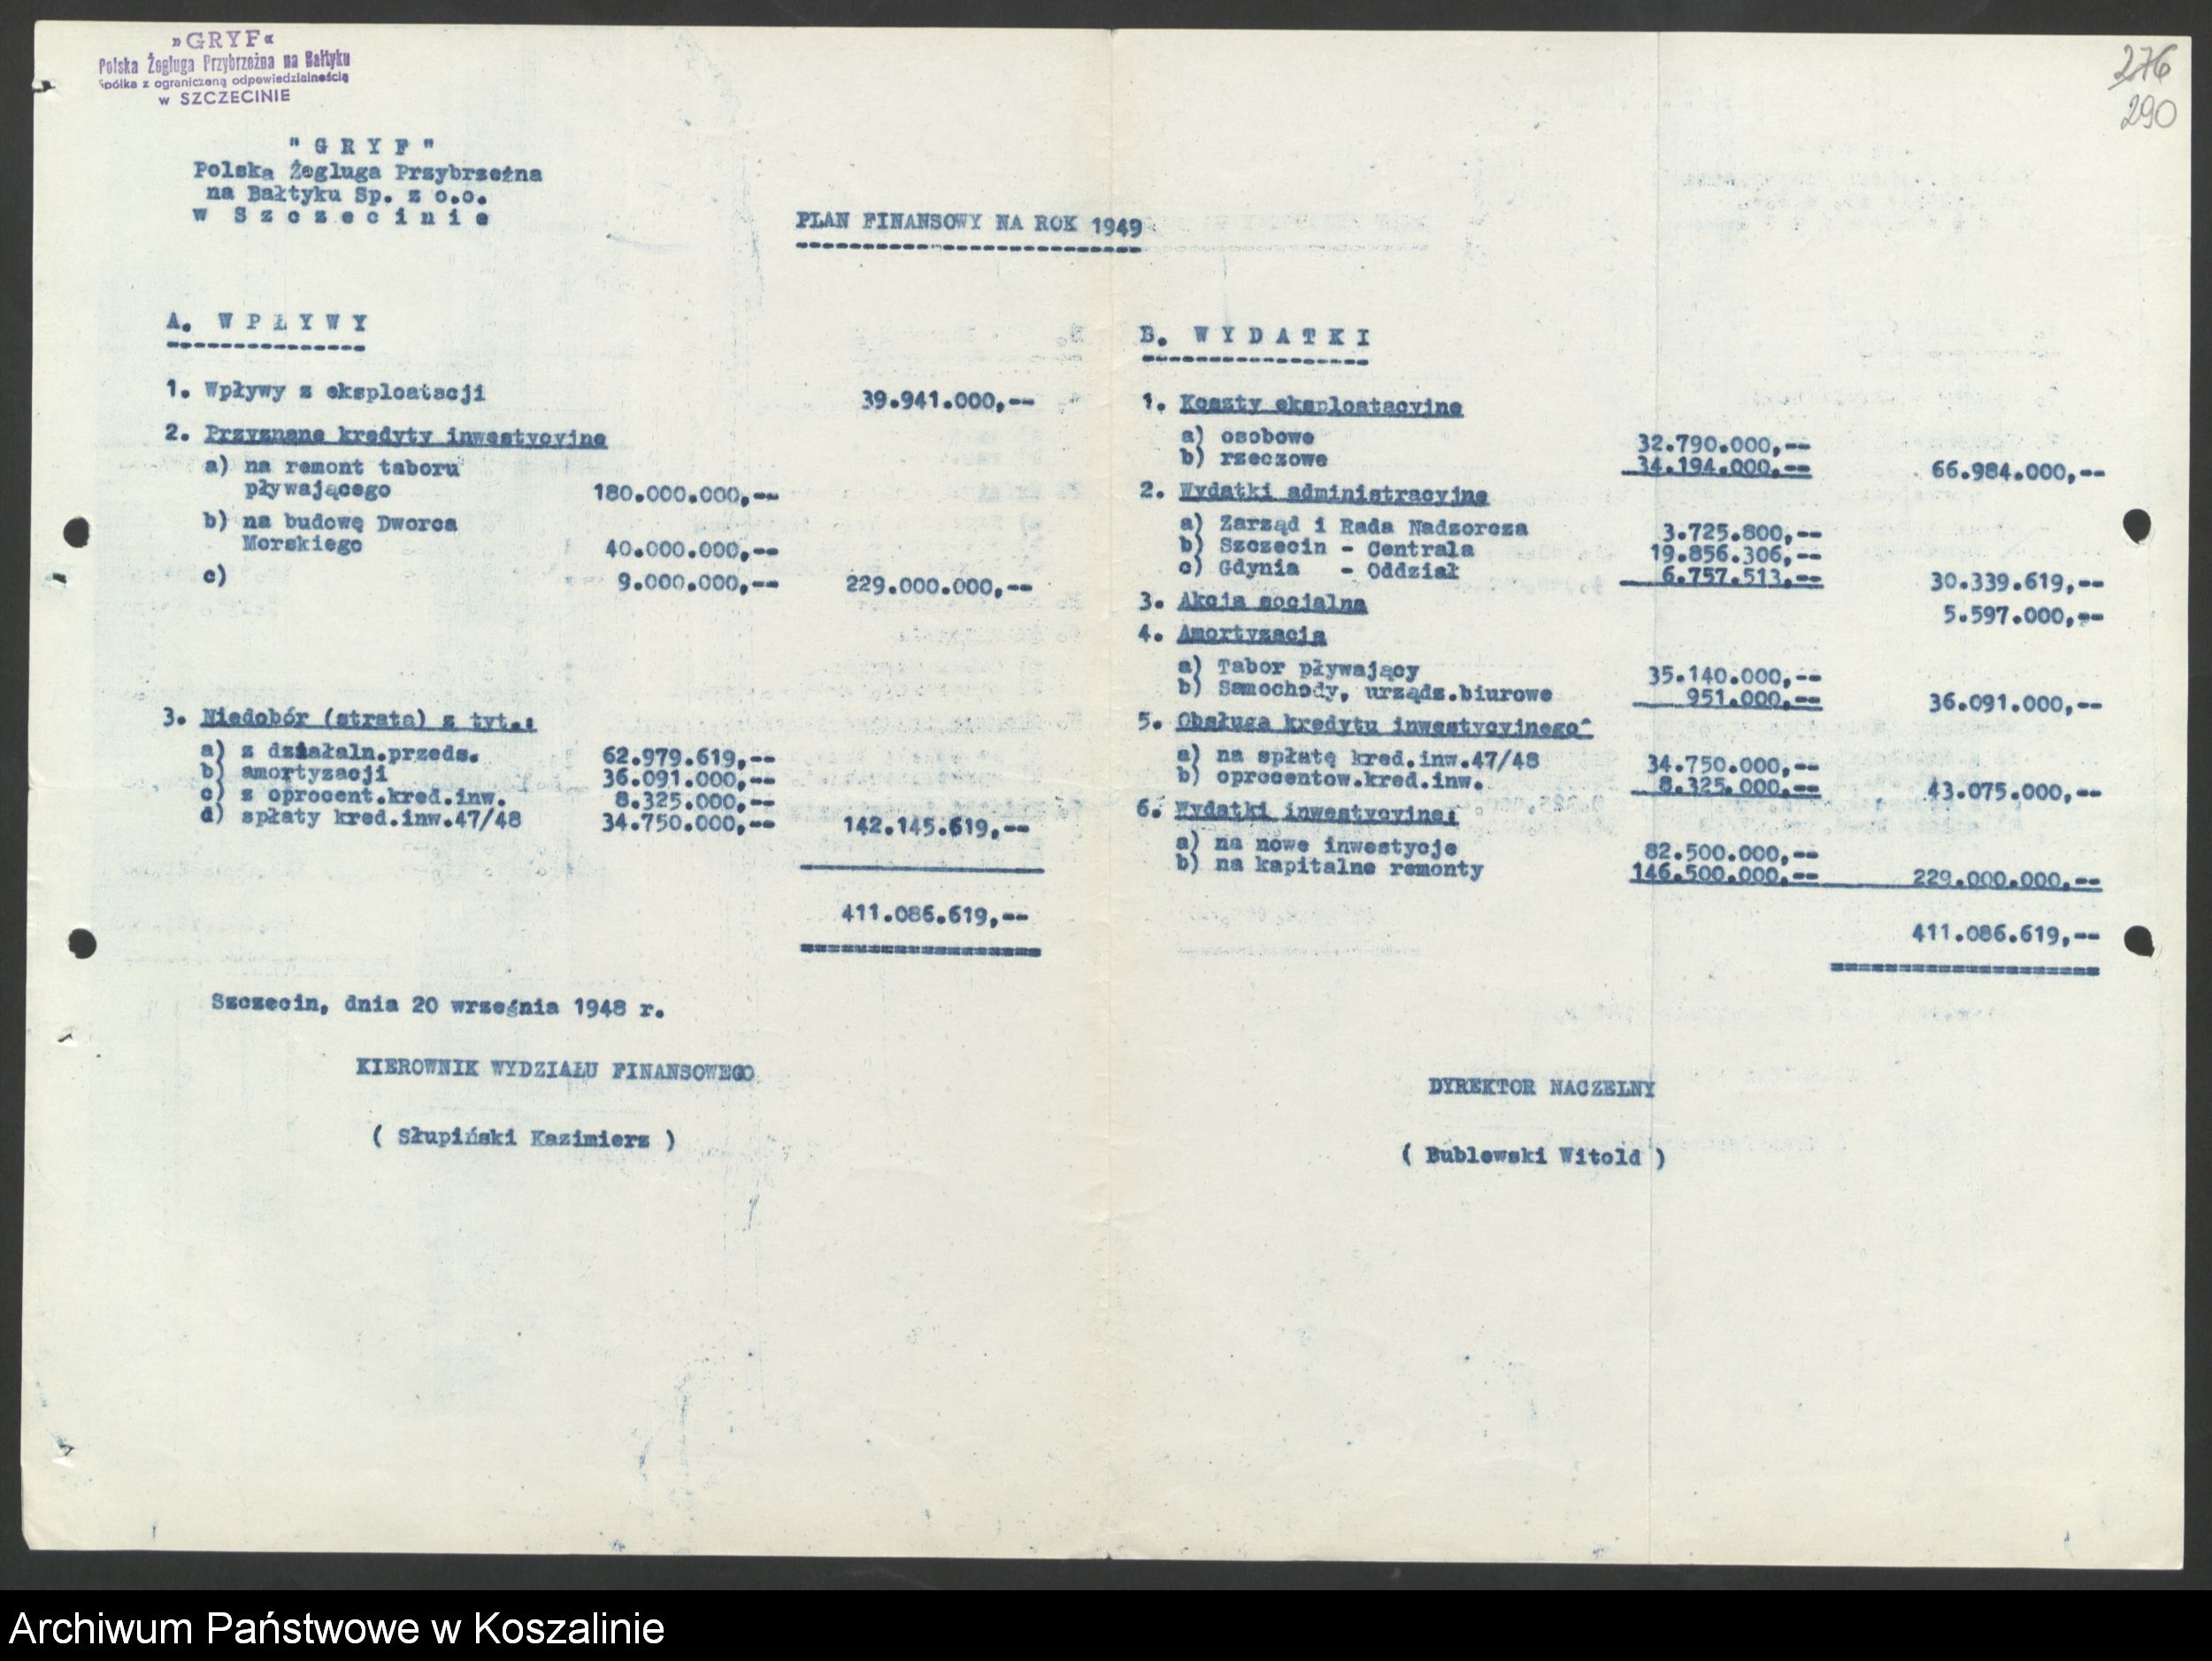 »GRYF«
Polska Żegluga Przybrzeżna na Bałtyku
Spółka z ograniczoną odpowiedzialnością
w SZCZECINIE
276
290
" G R Y F "
Polska Żegluga Przybrzeżna
na Bałtyku Sp. z o.o.
w S z c z e c i n i e
PLAN FINANSOWY NA ROK 1949
A. W P Ł Y W Y
1. Wpływy z eksploatacji 39.941.000,--
2. Przyznane kredyty inwestycyjne
a) na remont taboru
pływającego 180.000.000,--
b) na budowę Dworca
Morskiego 40.000.000,--
c) 9.000.000,-- 229.000.000,--
3. Niedobór (strata) z tyt.:
a) z działaln.przeds. 62.979.619,--
b) amortyzacji 36.091.000,--
c) z oprocent.kred.inw. 8.325.000,--
d) spłaty kred.inw.47/48 34.750.000,-- 142.145.619,--
411.086.619,--
B. W Y D A T K I
1. Koszty eksploatacyjne
a) osobowe 32.790.000,--
b) rzeczowe 34.194.000,-- 66.984.000,--
2. Wydatki administracyjne
a) Zarząd i Rada Nadzorcza 3.725.800,--
b) Szczecin - Centrala 19.856.306,--
c) Gdynia - Oddział 6.757.513,-- 30.339.619,--
3. Akcja socjalna 5.597.000,--
4. Amortyzacja
a) Tabor pływający 35.140.000,--
b) Samochody, urządz.biurowe 951.000,-- 36.091.000,--
5. Obsługa kredytu inwestycyjnego
a) na spłatę kred.inw.47/48 34.750.000,--
b) oprocentow.kred.inw. 8.325.000,-- 43.075.000,--
6. Wydatki inwestycyjne:
a) na nowe inwestycje 82.500.000,--
b) na kapitalne remonty 146.500.000,-- 229.000.000,--
411.086.619,--
Szczecin, dnia 20 września 1948 r.
KIEROWNIK WYDZIAŁU FINANSOWEGO
( Słupiński Kazimierz )
DYREKTOR NACZELNY
( Bublewski Witold )
Archiwum Państwowe w Koszalinie